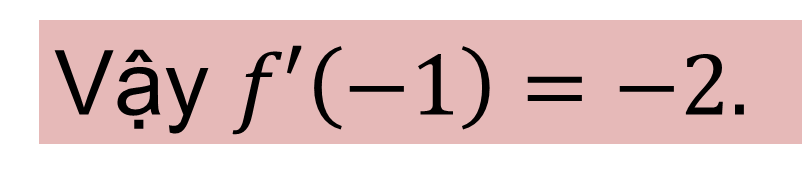 Vậy f′(−1) = −2.